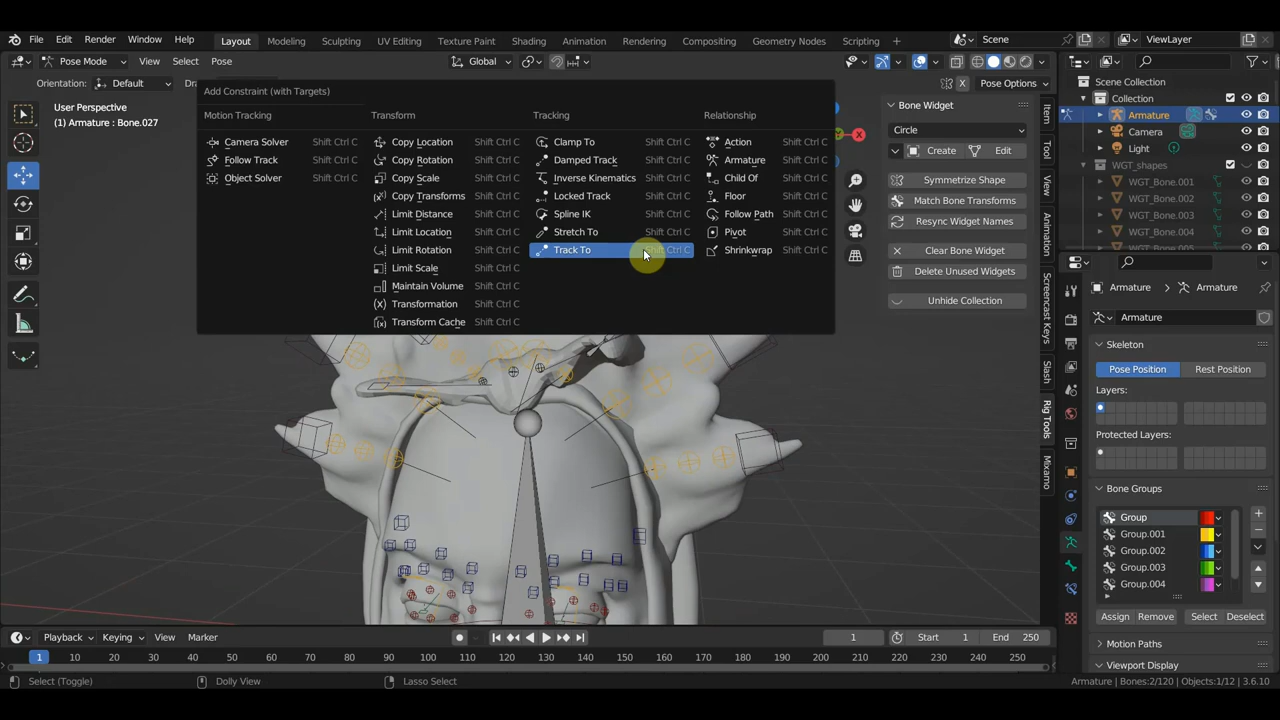 File Edit Render Window Help Layout Modeling Sculpting UV Editing Texture Paint Shading Animation Rendering Compositing Geometry Nodes Scripting + Scene ViewLayer
Pose Mode View Select Pose Global
Orientation: Default Pose Options
X
Add Constraint (with Targets)
Motion Tracking
Camera Solver Shift Ctrl C
Follow Track Shift Ctrl C
Object Solver Shift Ctrl C
Transform
Copy Location Shift Ctrl C
Copy Rotation Shift Ctrl C
Copy Scale Shift Ctrl C
Copy Transforms Shift Ctrl C
Limit Distance Shift Ctrl C
Limit Location Shift Ctrl C
Limit Rotation Shift Ctrl C
Limit Scale Shift Ctrl C
Maintain Volume Shift Ctrl C
Transformation Shift Ctrl C
Transform Cache Shift Ctrl C
Tracking
Clamp To Shift Ctrl C
Damped Track Shift Ctrl C
Inverse Kinematics Shift Ctrl C
Locked Track Shift Ctrl C
Spline IK Shift Ctrl C
Stretch To Shift Ctrl C
Track To Shift Ctrl C
Relationship
Action Shift Ctrl C
Armature Shift Ctrl C
Child Of Shift Ctrl C
Floor Shift Ctrl C
Follow Path Shift Ctrl C
Pivot Shift Ctrl C
Shrinkwrap Shift Ctrl C
User Perspective
(1) Armature : Bone.027
Bone Widget
Circle
Create Edit
Symmetrize Shape
Match Bone Transforms
Resync Widget Names
Clear Bone Widget
Delete Unused Widgets
Unhide Collection
Item
Tool
View
Animation
Screencast Keys
Slash
Rig Tools
Mixamo
Scene Collection
Collection
Armature
Camera
Light
WGT_shapes
WGT_Bone.001
WGT_Bone.002
WGT_Bone.003
WGT_Bone.004
Armature Armature
Armature
Skeleton
Pose Position Rest Position
Layers:
Protected Layers:
Bone Groups
Group
Group.001
Group.002
Group.003
Group.004
Assign Remove Select Deselect
Motion Paths
Viewport Display
Playback Keying View Marker 1 Start 1 End 250
1 10 20 30 40 50 60 70 80 90 100 110 120 130 140 150 160 170 180 190 200 210 220 230 240 250
Select (Toggle) Dolly View Lasso Select Armature | Bones:2/120 | Objects:1/12 | 3.6.10